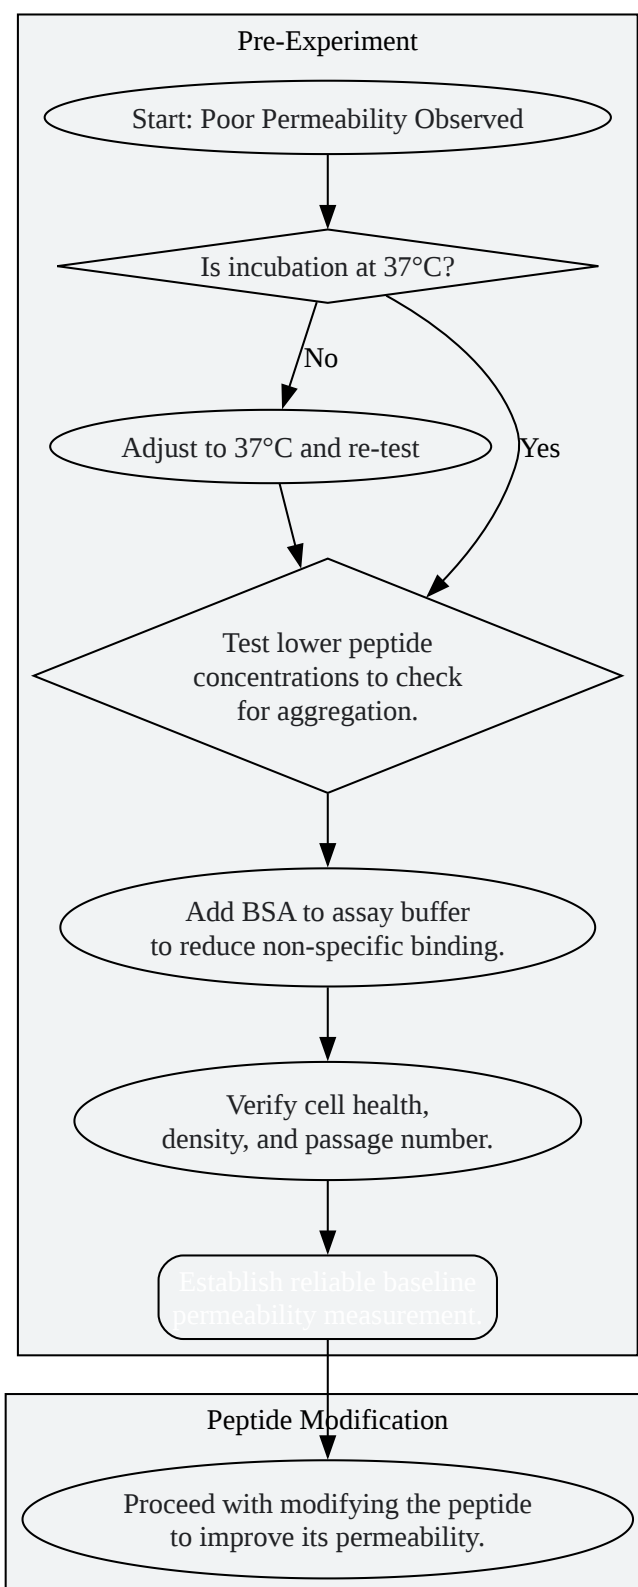 Pre-Experiment
Start: Poor Permeability Observed
Is incubation at 37°C?
No
Adjust to 37°C and re-test
Yes
Test lower peptide
concentrations to check
for aggregation.
Add BSA to assay buffer
to reduce non-specific binding.
Verify cell health,
density, and passage number.
Establish reliable baseline
permeability measurement.
Peptide Modification
Proceed with modifying the peptide
to improve its permeability.